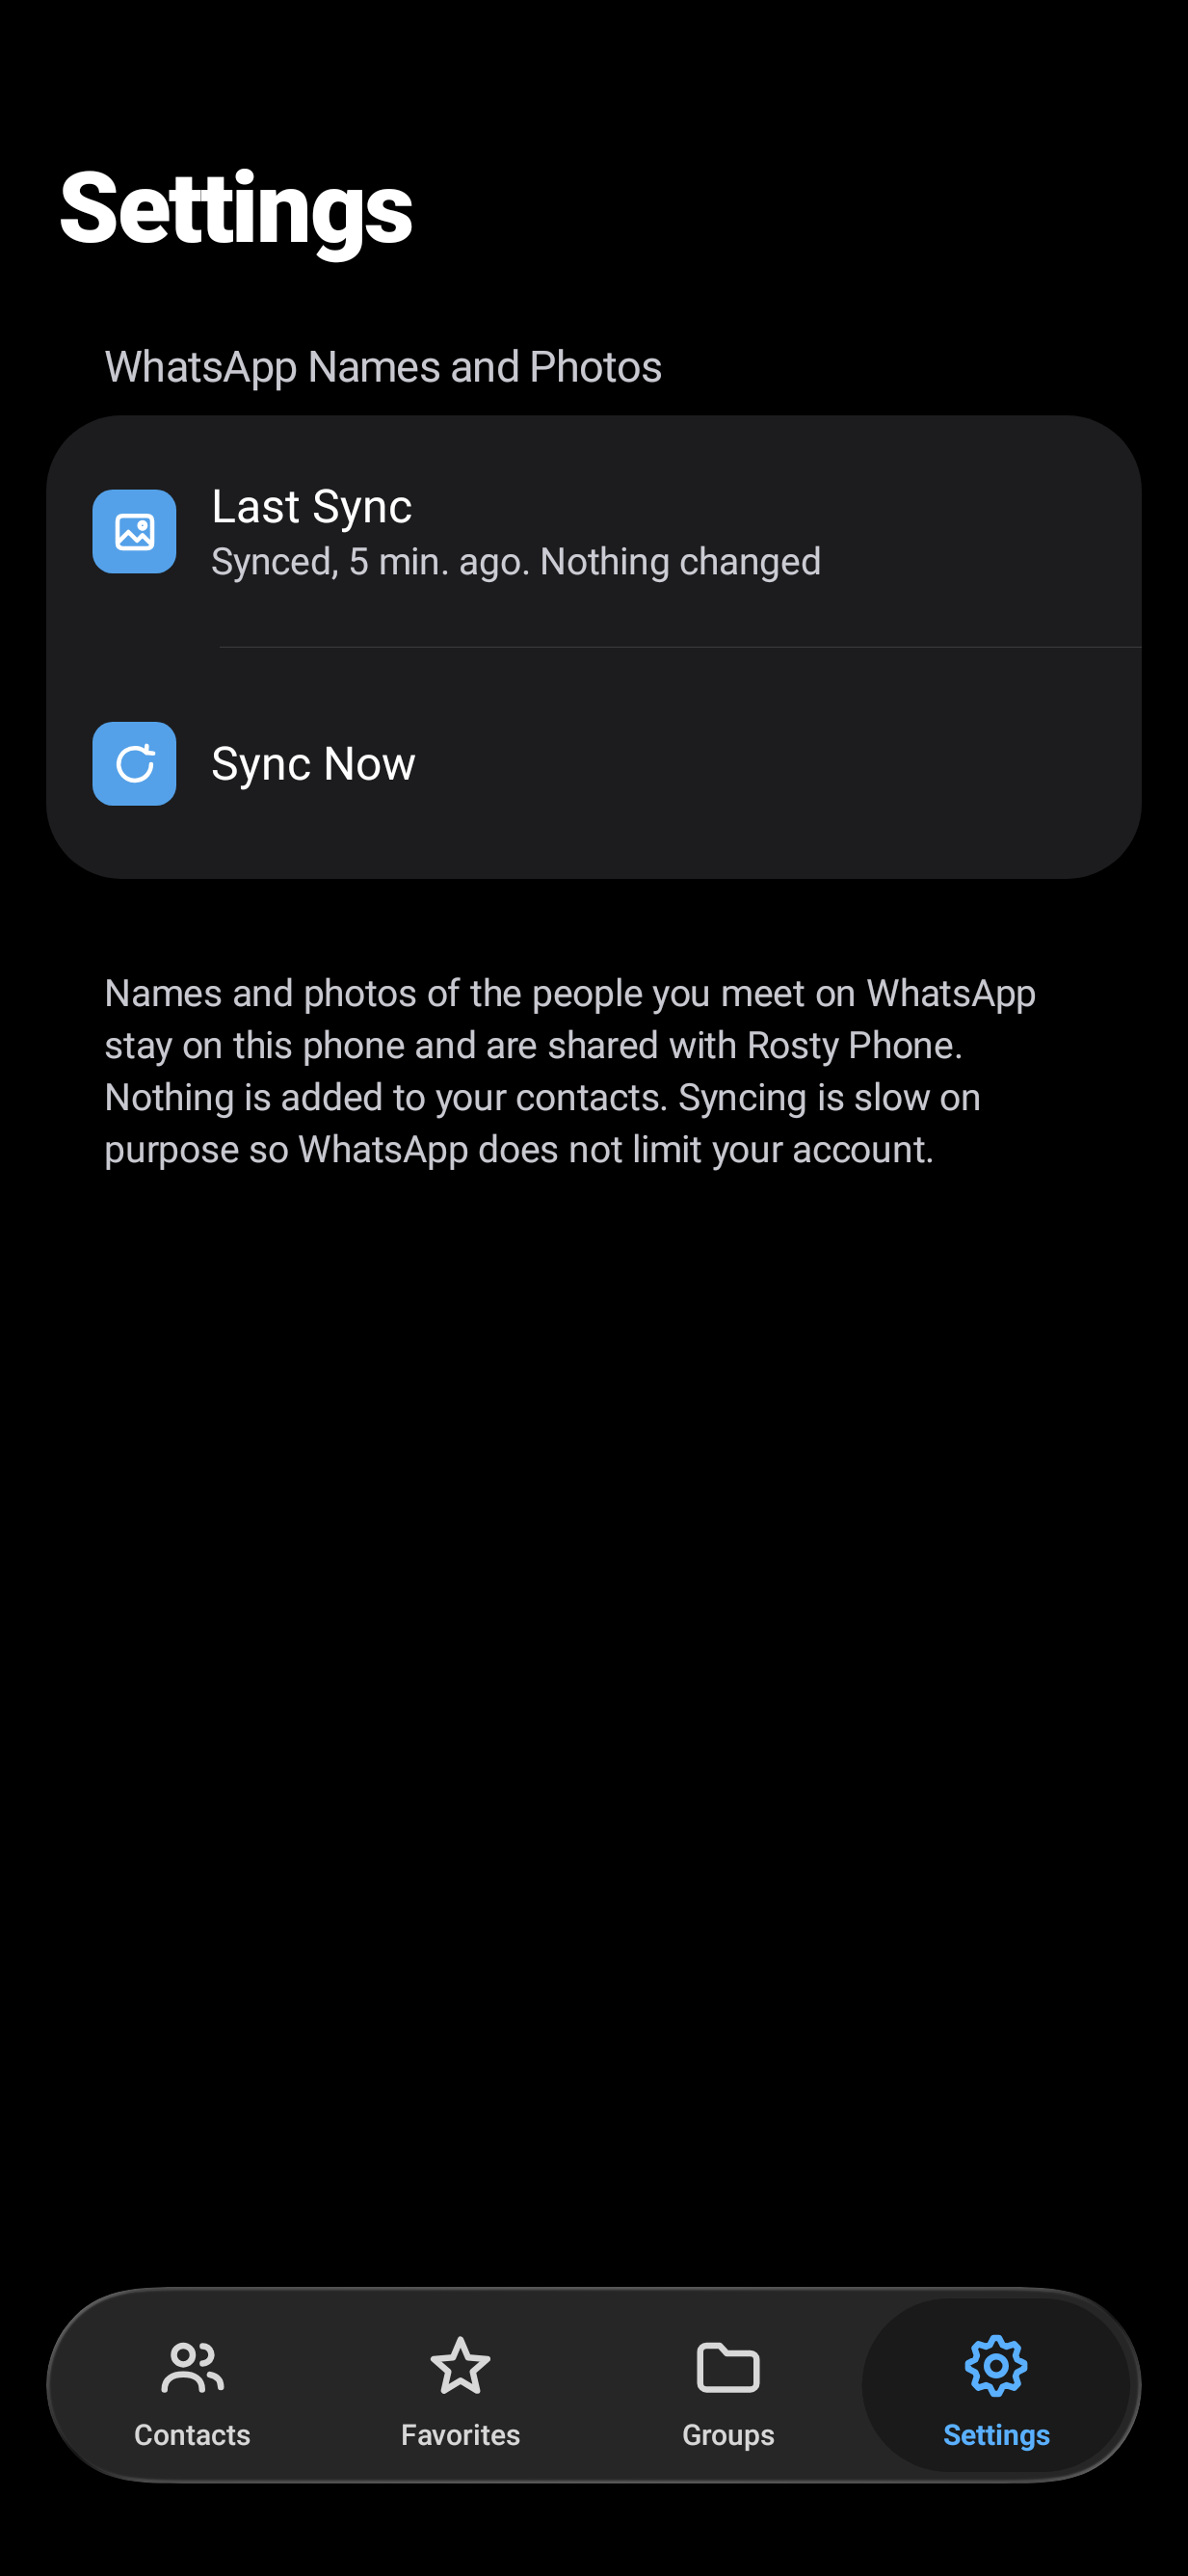 Settings
WhatsApp Names and Photos
Last Sync
Synced, 5 min. ago. Nothing changed
Sync Now
Names and photos of the people you meet on WhatsApp
stay on this phone and are shared with Rosty Phone.
Nothing is added to your contacts. Syncing is slow on
purpose so WhatsApp does not limit your account.
Contacts
Favorites
Groups
Settings